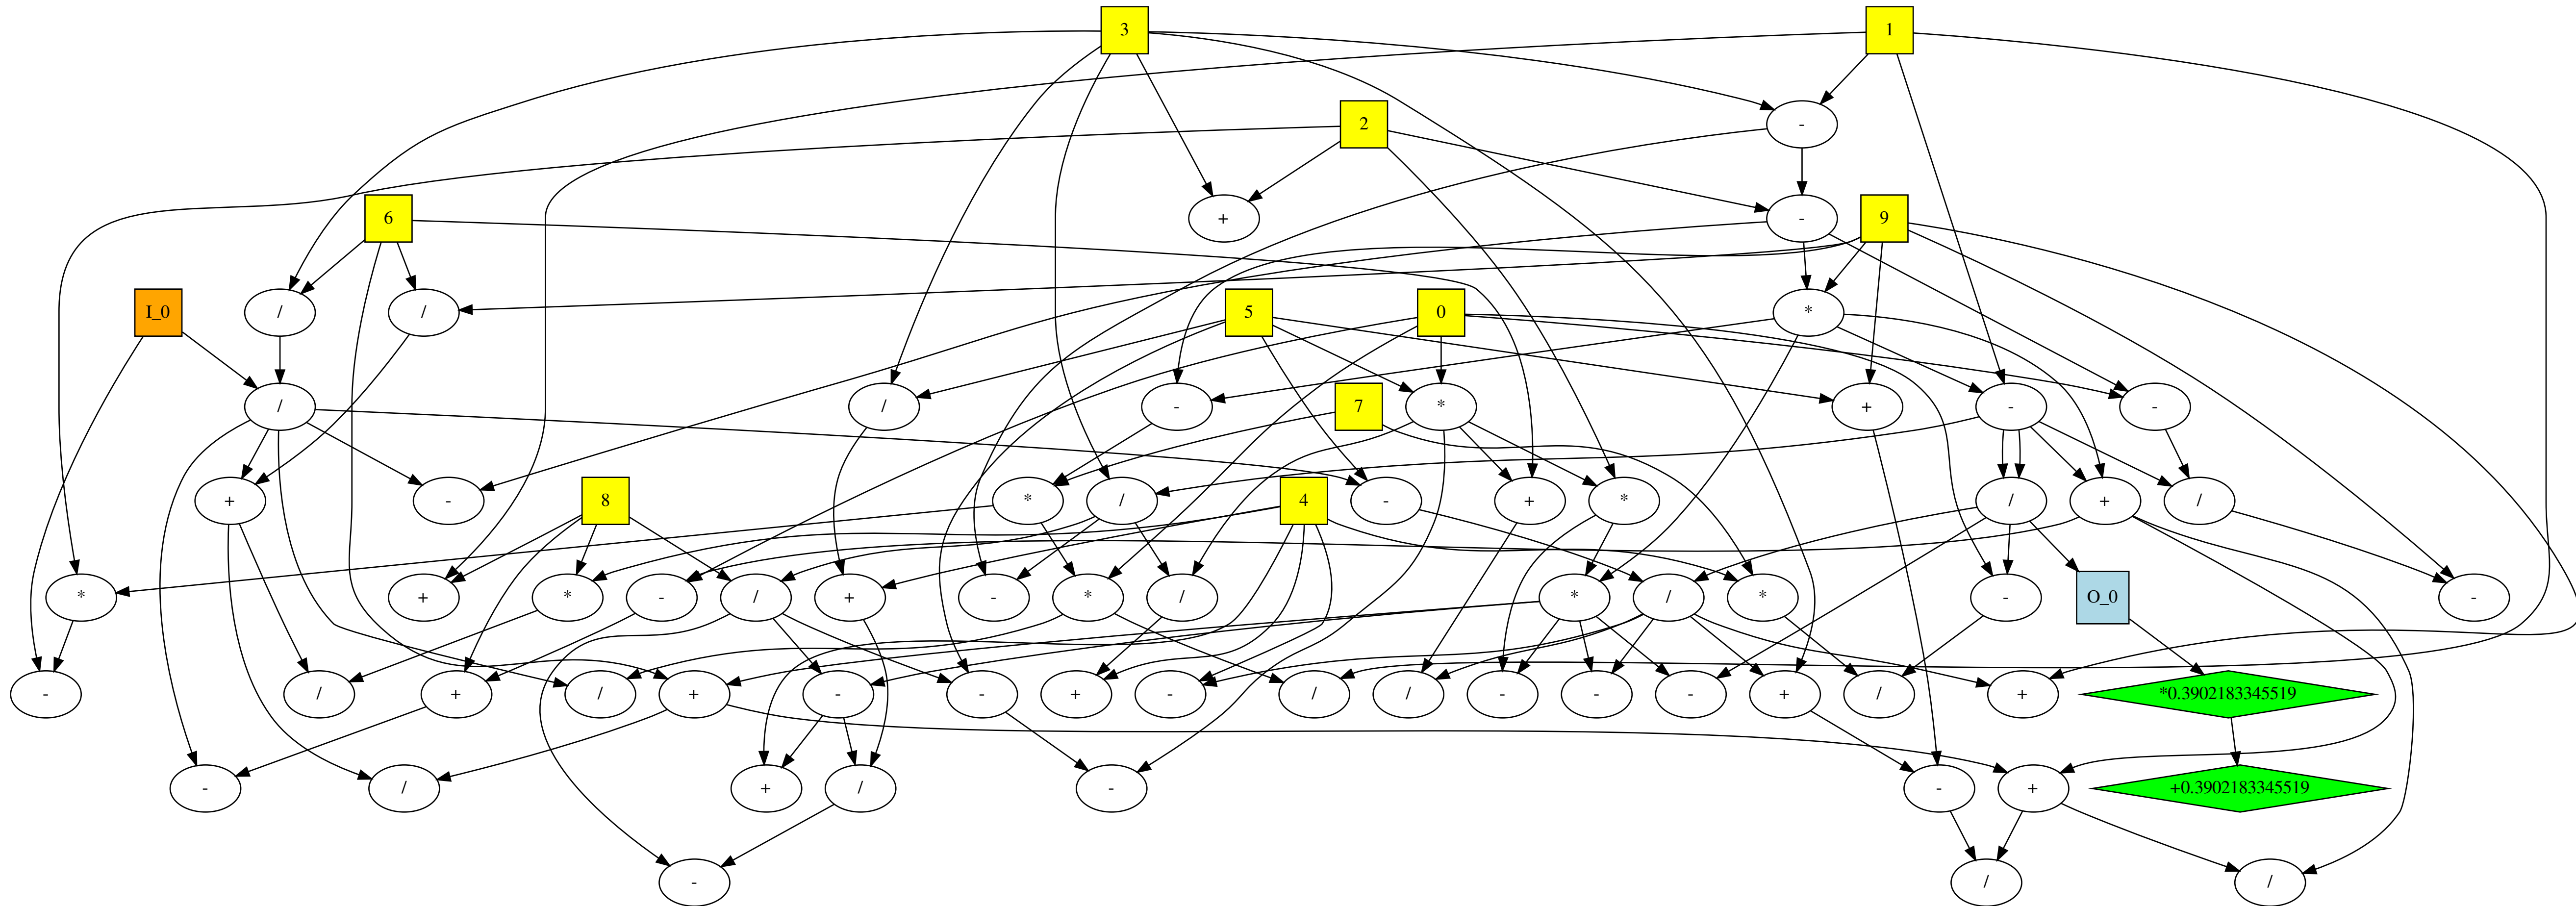 3 1
2 -
6 + - 9
I_0 / / 5 0 *
/ / - 7 * + - -
+ - 8 * / 4 - + * / + /
* + * - / + - * / * / * - O_0 -
- / + / + - - + - / / - - - + / + *0.3902183345519
- / + / - - + +0.3902183345519
- / /